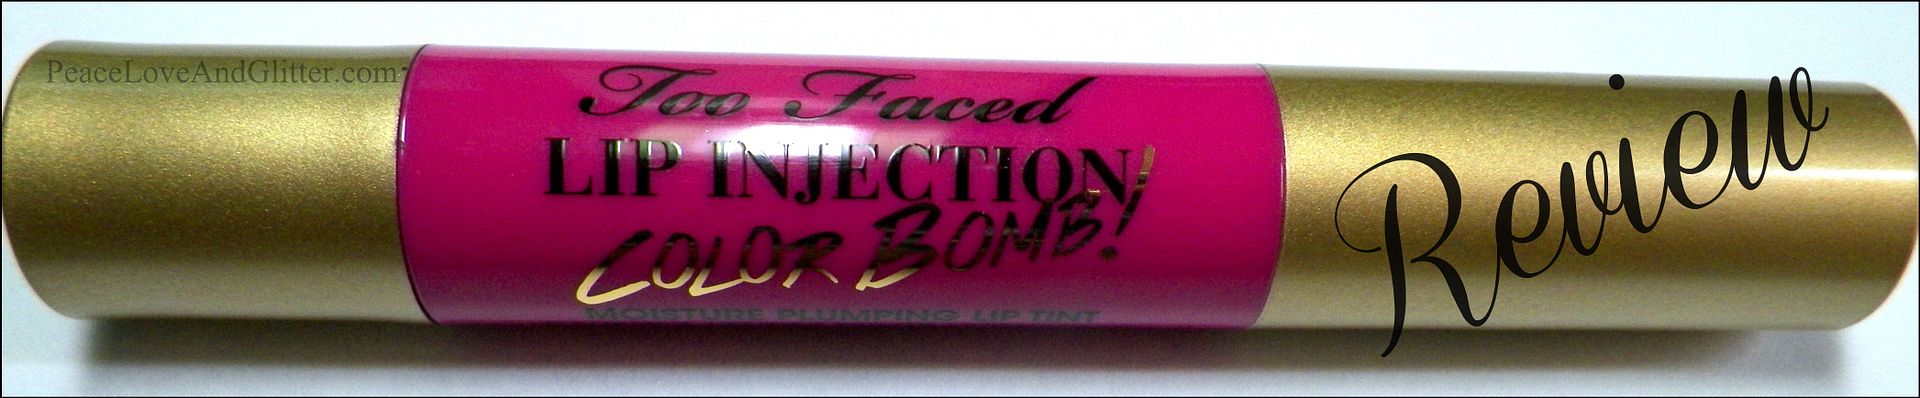 PeaceLoveAndGlitter.com
Too Faced
LIP INJECTION
COLOR BOMB!
MOISTURE PLUMPING LIP TINT
Review